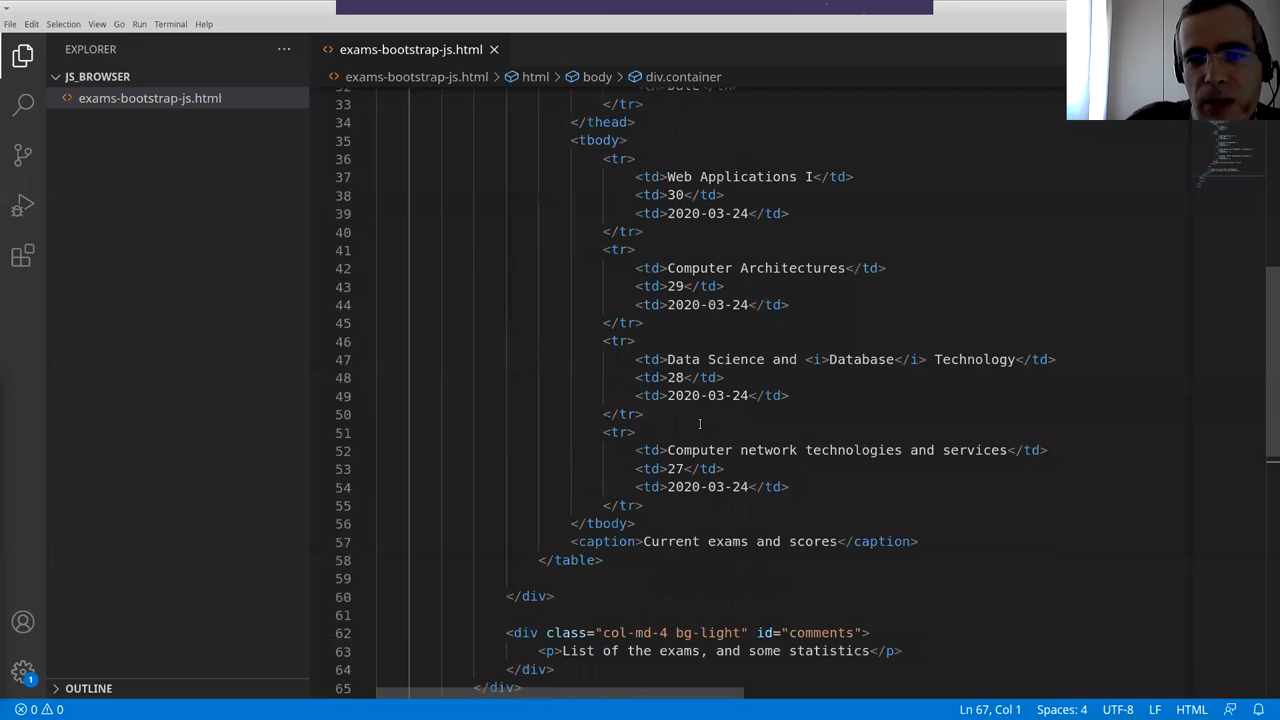 File Edit Selection View Go Run Terminal Help
EXPLORER
JS_BROWSER
exams-bootstrap-js.html
OUTLINE
exams-bootstrap-js.html
exams-bootstrap-js.html > html > body > div.container
33 </tr>
34 </thead>
35 <tbody>
36 <tr>
37 <td>Web Applications I</td>
38 <td>30</td>
39 <td>2020-03-24</td>
40 </tr>
41 <tr>
42 <td>Computer Architectures</td>
43 <td>29</td>
44 <td>2020-03-24</td>
45 </tr>
46 <tr>
47 <td>Data Science and <i>Database</i> Technology</td>
48 <td>28</td>
49 <td>2020-03-24</td>
50 </tr>
51 <tr>
52 <td>Computer network technologies and services</td>
53 <td>27</td>
54 <td>2020-03-24</td>
55 </tr>
56 </tbody>
57 <caption>Current exams and scores</caption>
58 </table>
59
60 </div>
61
62 <div class="col-md-4 bg-light" id="comments">
63 <p>List of the exams, and some statistics</p>
64 </div>
65 </div>
1
0 0
Ln 67, Col 1 Spaces: 4 UTF-8 LF HTML